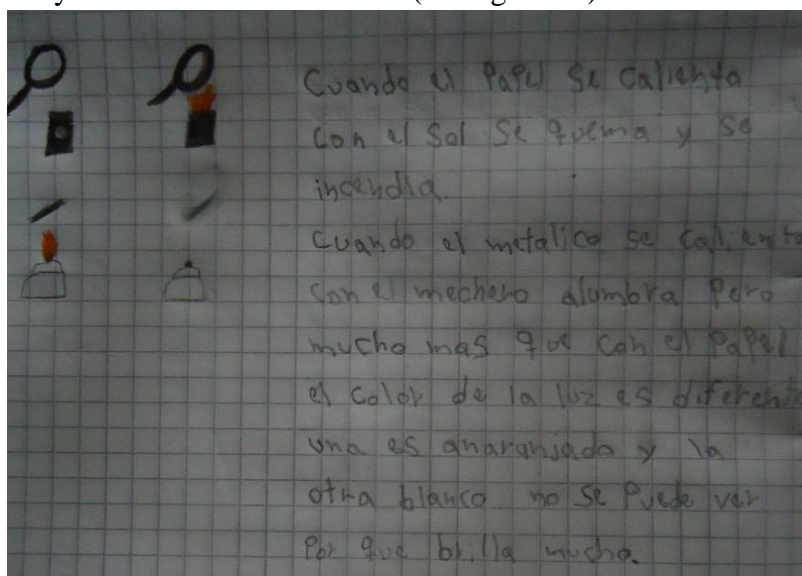 Cuando el Papel se calienta
con el sol se quema y se
incendia.
cuando el metalico se calienta
con el mechero alumbra Pero
mucho mas que con el Papel
el color de la luz es diferente
una es anaranjada y la
otra blanco no se Puede ver
Por que brilla mucho.